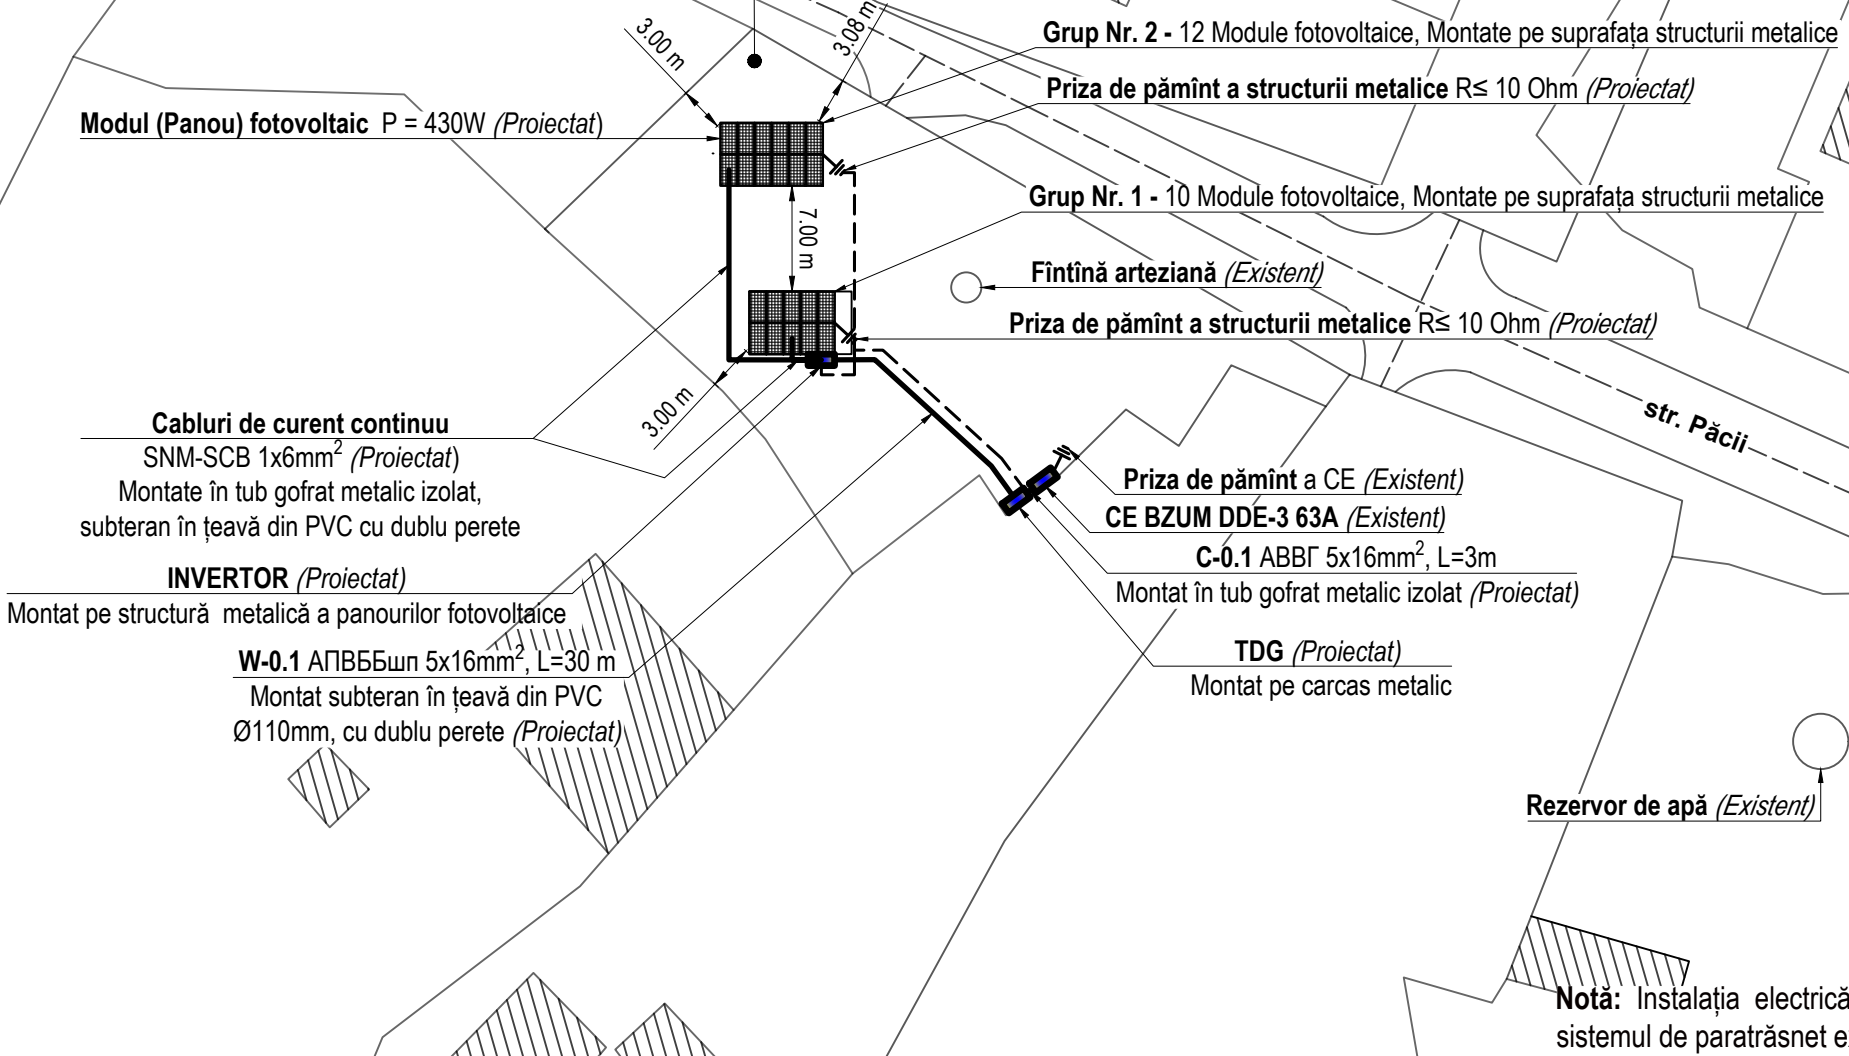 3.00 m
3.08 m
Grup Nr. 2 - 12 Module fotovoltaice, Montate pe suprafața structurii metalice
Priza de pămînt a structurii metalice R≤ 10 Ohm (Proiectat)
Modul (Panou) fotovoltaic P = 430W (Proiectat)
Grup Nr. 1 - 10 Module fotovoltaice, Montate pe suprafața structurii metalice
7.00 m
Fîntînă arteziană (Existent)
Priza de pămînt a structurii metalice R≤ 10 Ohm (Proiectat)
3.00 m
str. Păcii
Cabluri de curent continuu
SNM-SCB 1x6mm² (Proiectat)
Montate în tub gofrat metalic izolat,
subteran în țeavă din PVC cu dublu perete
Priza de pămînt a CE (Existent)
CE BZUM DDE-3 63A (Existent)
C-0.1 АВВГ 5x16mm², L=3m
Montat în tub gofrat metalic izolat (Proiectat)
INVERTOR (Proiectat)
Montat pe structură metalică a panourilor fotovoltaice
TDG (Proiectat)
Montat pe carcas metalic
W-0.1 АПВББшп 5x16mm², L=30 m
Montat subteran în țeavă din PVC
Ø110mm, cu dublu perete (Proiectat)
Rezervor de apă (Existent)
Notă: Instalația electrică
sistemul de paratrăsnet